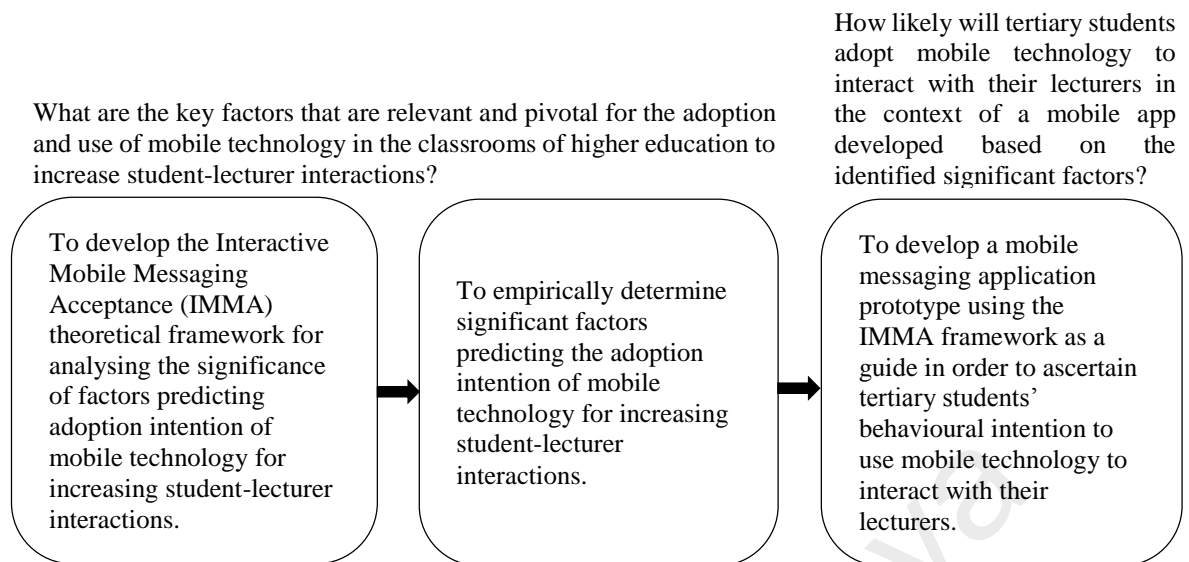 What are the key factors that are relevant and pivotal for the adoption
and use of mobile technology in the classrooms of higher education to
increase student-lecturer interactions?
How likely will tertiary students
adopt mobile technology to
interact with their lecturers in
the context of a mobile app
developed based on the
identified significant factors?
To develop the Interactive
Mobile Messaging
Acceptance (IMMA)
theoretical framework for
analysing the significance
of factors predicting
adoption intention of
mobile technology for
increasing student-lecturer
interactions.
To empirically determine
significant factors
predicting the adoption
intention of mobile
technology for increasing
student-lecturer
interactions.
To develop a mobile
messaging application
prototype using the
IMMA framework as a
guide in order to ascertain
tertiary students’
behavioural intention to
use mobile technology to
interact with their
lecturers.